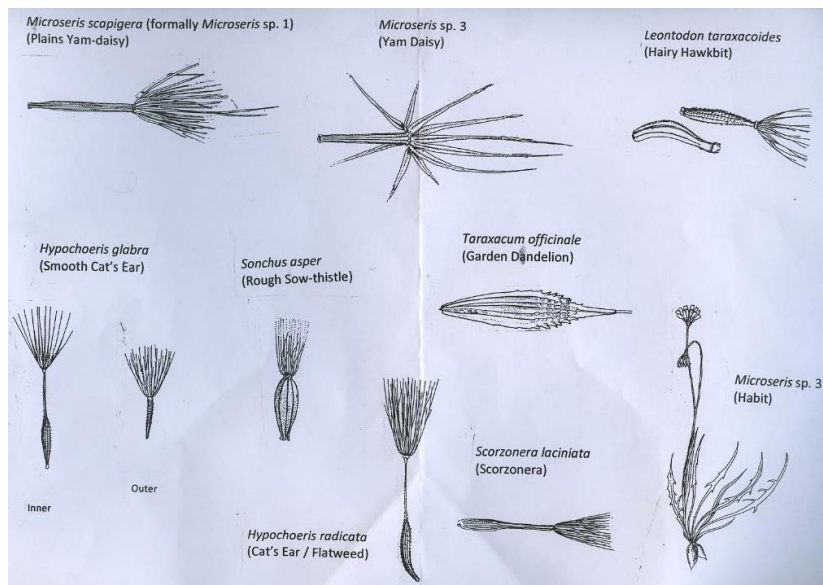 Microseris scapigera (formally Microseris sp. 1)
(Plains Yam-daisy)
Microseris sp. 3
(Yam Daisy)
Leontodon taraxacoides
(Hairy Hawkbit)
Hypochoeris glabra
(Smooth Cat's Ear)
Sonchus asper
(Rough Sow-thistle)
Taraxacum officinale
(Garden Dandelion)
Microseris sp. 3
(Habit)
Scorzonera laciniata
(Scorzonera)
Inner
Outer
Hypochoeris radicata
(Cat's Ear / Flatweed)